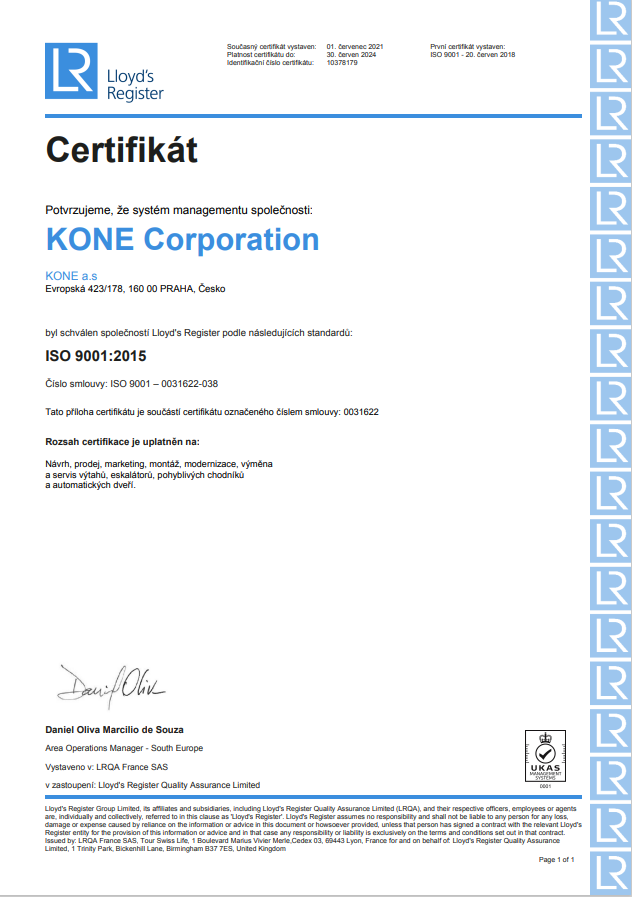 Lloyd's
Register
Současný certifikát vystaven: 01. červenec 2021
Platnost certifikátu do: 30. červen 2024
Identifikační číslo certifikátu: 10378179
První certifikát vystaven:
ISO 9001 - 20. červen 2018
Certifikát
Potvrzujeme, že systém managementu společnosti:
KONE Corporation
KONE a.s
Evropská 423/178, 160 00 PRAHA, Česko
byl schválen společností Lloyd's Register podle následujících standardů:
ISO 9001:2015
Číslo smlouvy: ISO 9001 – 0031622-038
Tato příloha certifikátu je součástí certifikátu označeného číslem smlouvy: 0031622
Rozsah certifikace je uplatněn na:
Návrh, prodej, marketing, montáž, modernizace, výměna
a servis výtahů, eskalátorů, pohyblivých chodníků
a automatických dveří.
Daniel Oliva Marcilio de Souza
Area Operations Manager - South Europe
Vystaveno v: LRQA France SAS
v zastoupení: Lloyd's Register Quality Assurance Limited
UKAS
MANAGEMENT
SYSTEMS
0001
Lloyd's Register Group Limited, its affiliates and subsidiaries, including Lloyd's Register Quality Assurance Limited (LRQA), and their respective officers, employees or agents
are, individually and collectively, referred to in this clause as 'Lloyd's Register'. Lloyd's Register assumes no responsibility and shall not be liable to any person for any loss,
damage or expense caused by reliance on the information or advice in this document or howsoever provided, unless that person has signed a contract with the relevant Lloyd's
Register entity for the provision of this information or advice and in that case any responsibility or liability is exclusively on the terms and conditions set out in that contract.
Issued by: LRQA France SAS, Tour Swiss Life, 1 Boulevard Marius Vivier Merle,Cedex 03, 69443 Lyon, France for and on behalf of: Lloyd's Register Quality Assurance
Limited, 1 Trinity Park, Bickenhill Lane, Birmingham B37 7ES, United Kingdom
Page 1 of 1